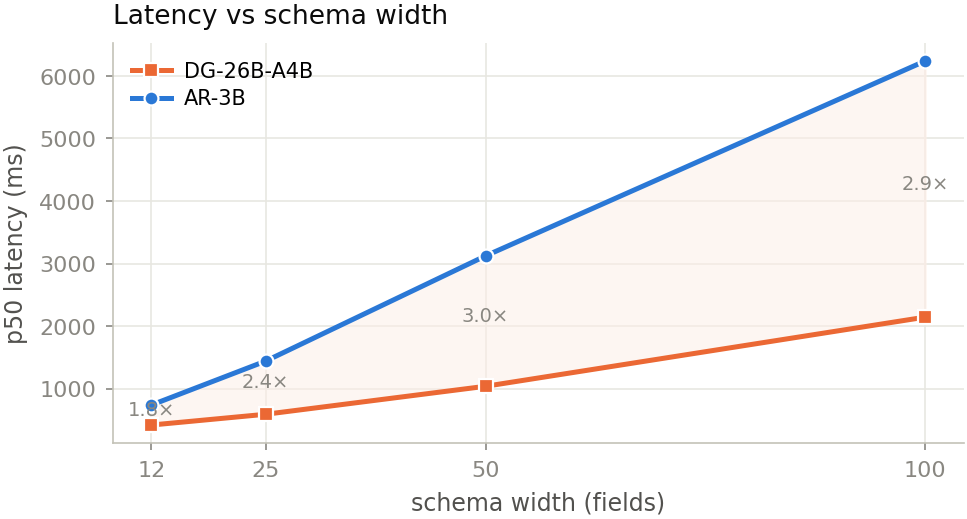 Latency vs schema width
DG-26B-A4B
AR-3B
p50 latency (ms)
6000
5000
4000
3000
2000
1000
2.9×
3.0×
2.4×
1.8×
12 25 50 100
schema width (fields)